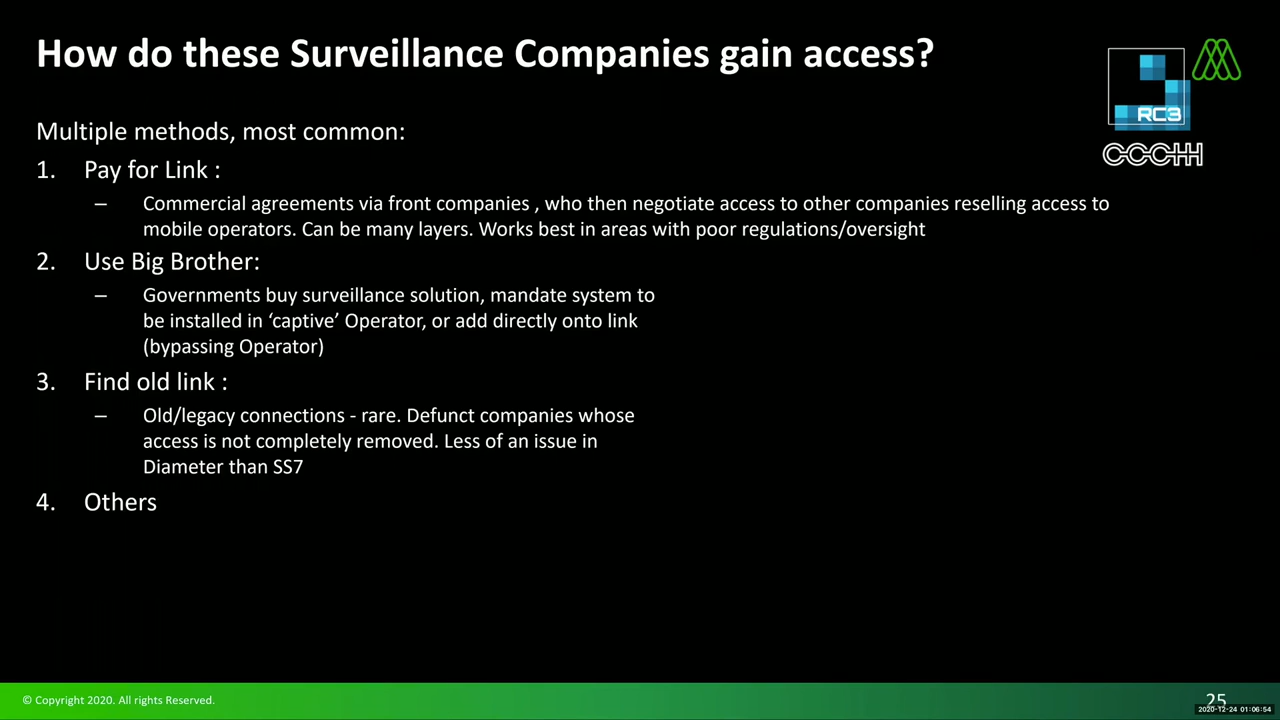 How do these Surveillance Companies gain access?
RC3
CCCHH
Multiple methods, most common:
1. Pay for Link :
– Commercial agreements via front companies , who then negotiate access to other companies reselling access to
mobile operators. Can be many layers. Works best in areas with poor regulations/oversight
2. Use Big Brother:
– Governments buy surveillance solution, mandate system to
be installed in ‘captive’ Operator, or add directly onto link
(bypassing Operator)
3. Find old link :
– Old/legacy connections - rare. Defunct companies whose
access is not completely removed. Less of an issue in
Diameter than SS7
4. Others
© Copyright 2020. All rights Reserved.
25
2020-12-24 01:06:54